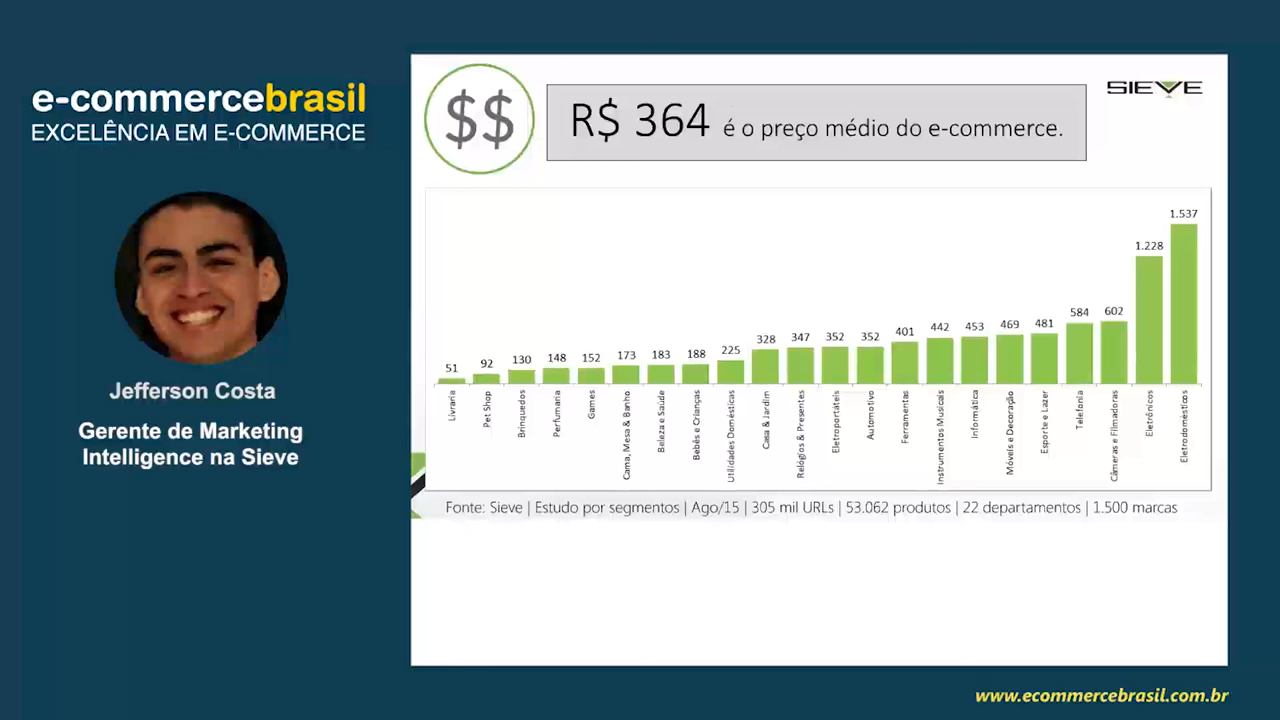 e-commercebrasil
EXCELÊNCIA EM E-COMMERCE
Jefferson Costa
Gerente de Marketing
Intelligence na Sieve
$$
R$ 364 é o preço médio do e-commerce.
SIEVE
51
92
130
148
152
173
183
188
225
328
347
352
352
401
442
453
469
481
584
602
1.228
1.537
Livraria
Pet Shop
Brinquedos
Perfumaria
Games
Cama, Mesa & Banho
Beleza e Saúde
Bebês e Crianças
Utilidades Domésticas
Casa & Jardim
Relógios & Presentes
Eletroportáteis
Automotivo
Ferramentas
Instrumentos Musicais
Informática
Móveis e Decoração
Esporte e Lazer
Telefonia
Câmeras e Filmadoras
Eletrônicos
Eletrodomésticos
Fonte: Sieve | Estudo por segmentos | Ago/15 | 305 mil URLs | 53.062 produtos | 22 departamentos | 1.500 marcas
www.ecommercebrasil.com.br